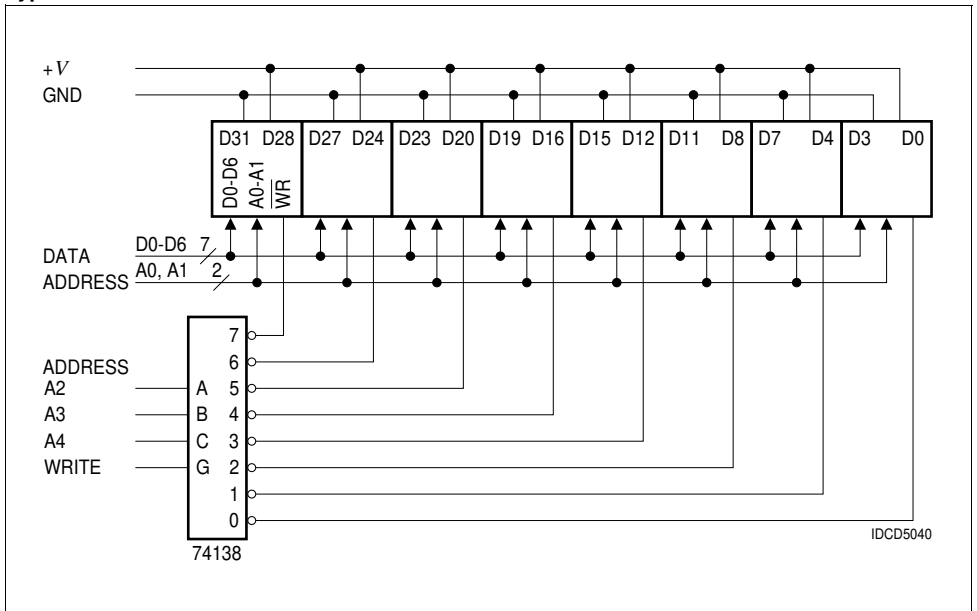 +V
GND
D31 D28 D27 D24 D23 D20 D19 D16 D15 D12 D11 D8 D7 D4 D3 D0
D0-D6
A0-A1
WR
DATA D0-D6 7
ADDRESS A0, A1 2
7
ADDRESS 6
A2 A 5
A3 B 4
A4 C 3
WRITE G 2
1
0
IDCD5040
74138